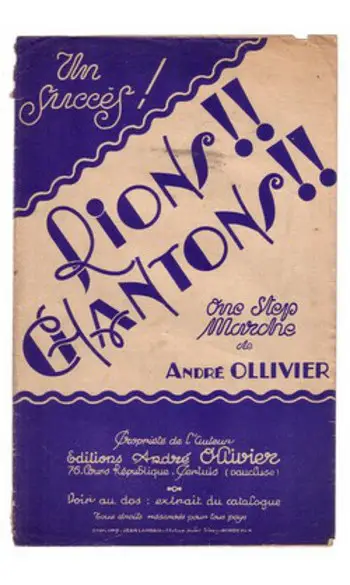 Un
Succès!
Rions!!
Chantons!!
One Step
Marche
de
André OLLIVIER
Propriété de l'Auteur
Editions André Ollivier
76, Cours République, Pertuis (Vaucluse)
Voir au dos : extrait du catalogue
Tous droits réservés pour tous pays